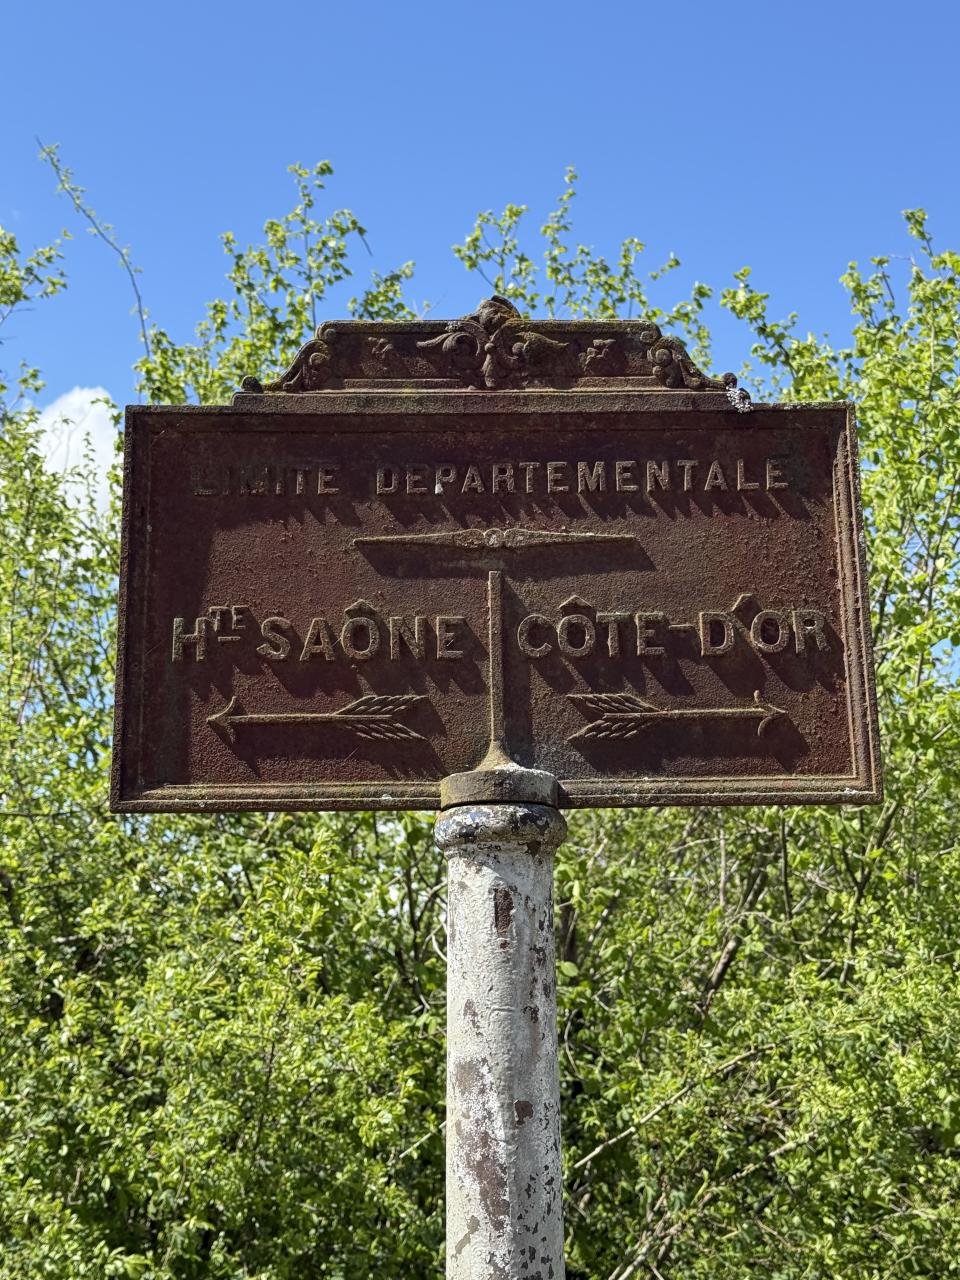 LIMITE DEPARTEMENTALE
HTE SAÔNE CÔTE-D'OR